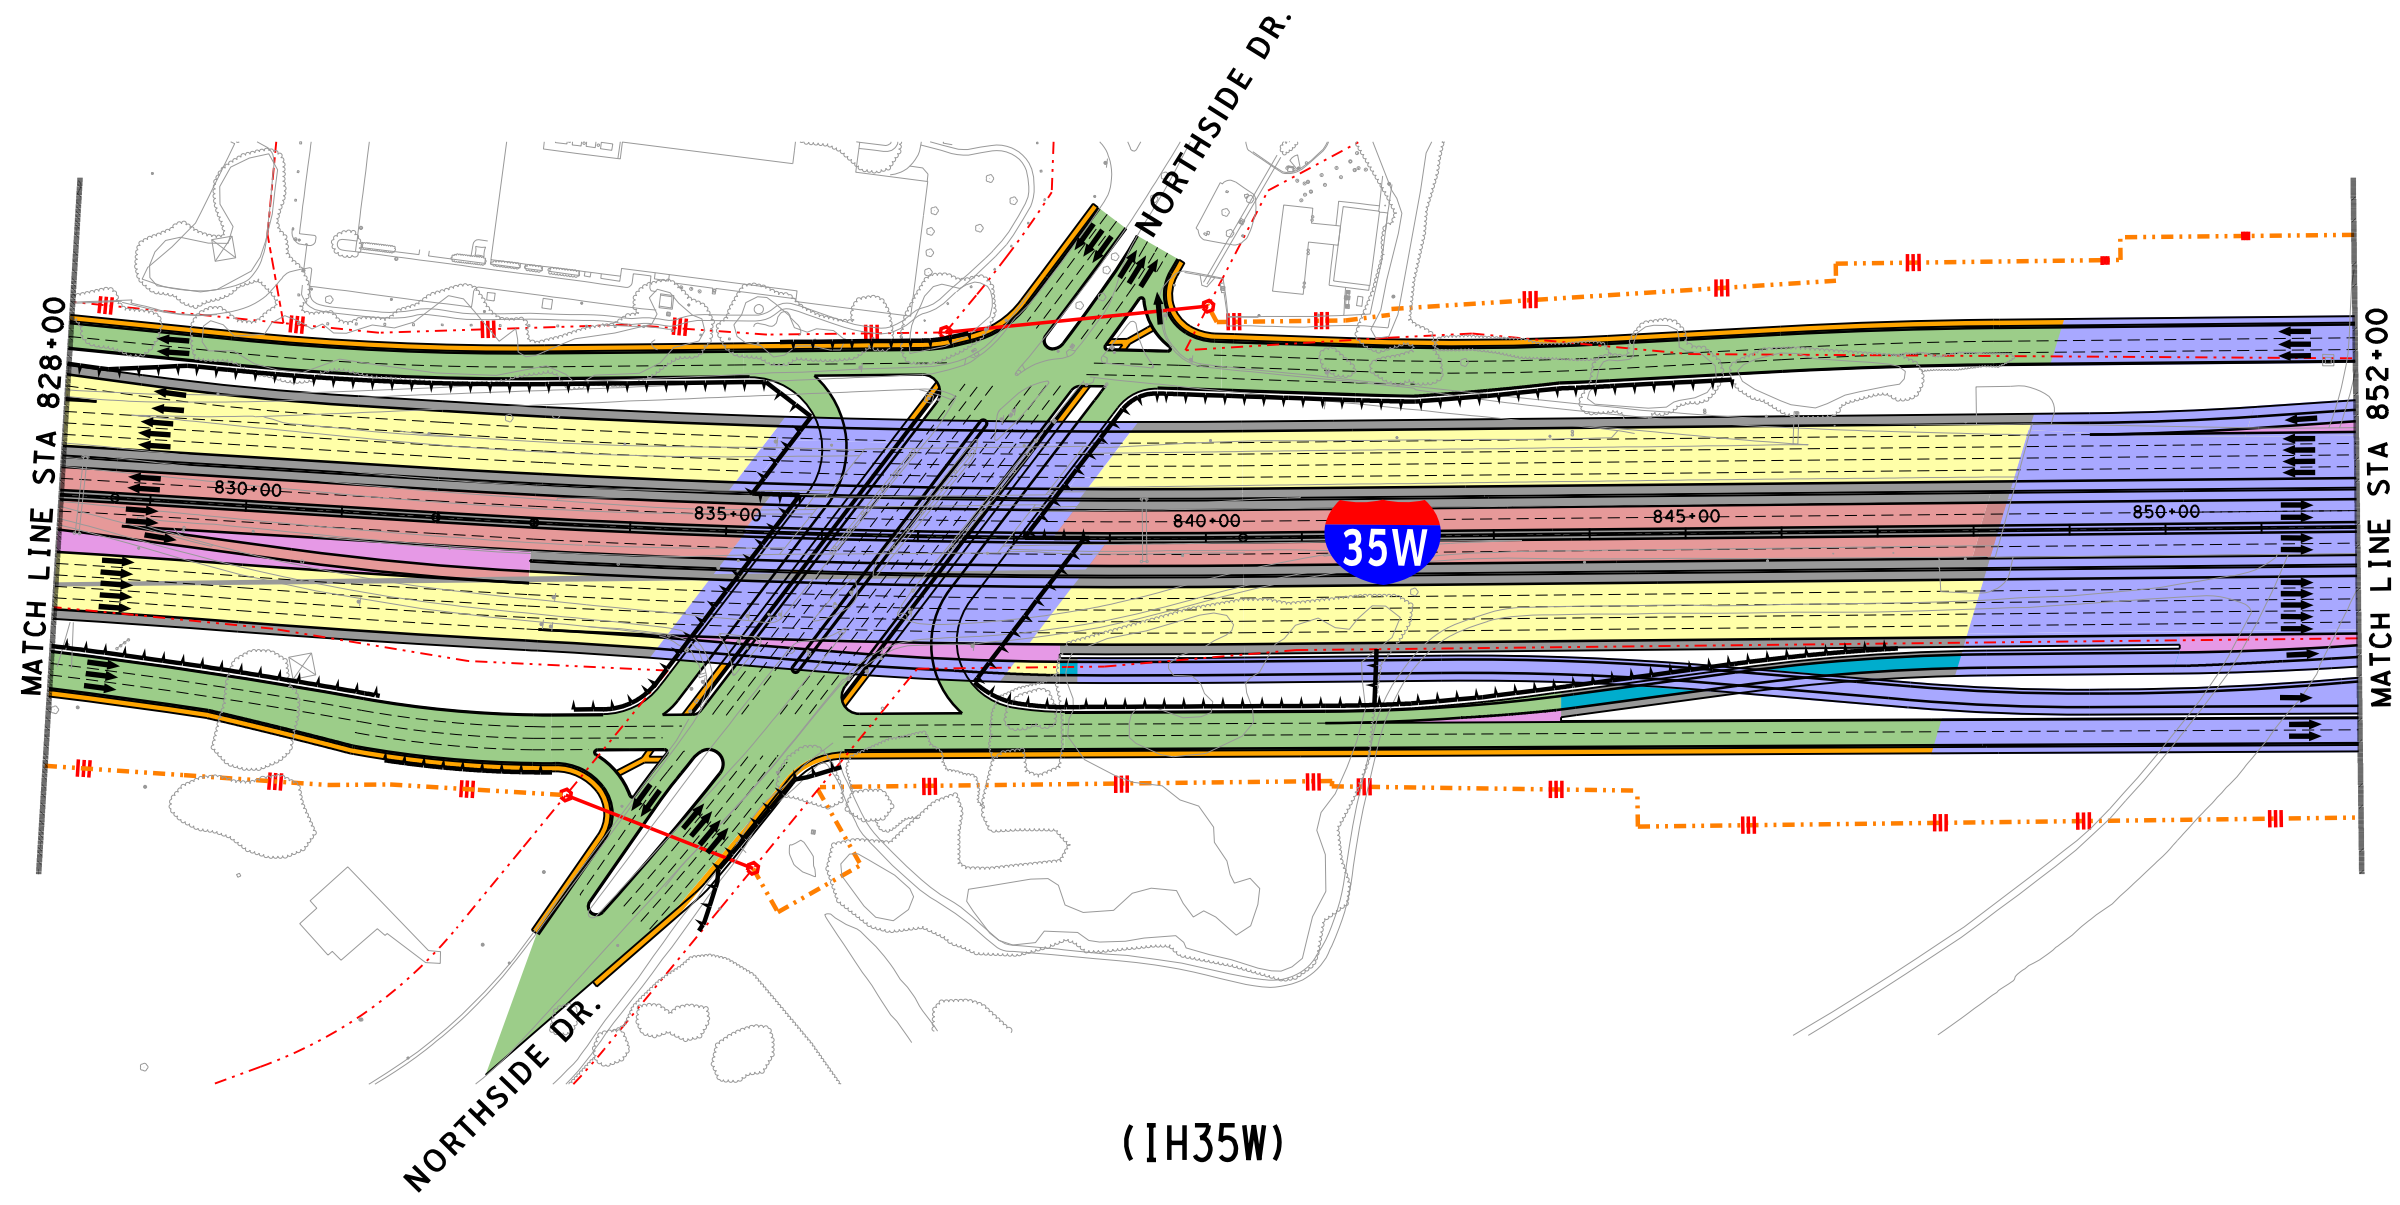 NORTHSIDE DR.
MATCH LINE STA 828+00
830+00
835+00
840+00
845+00
850+00
35W
MATCH LINE STA 852+00
NORTHSIDE DR.
(IH35W)